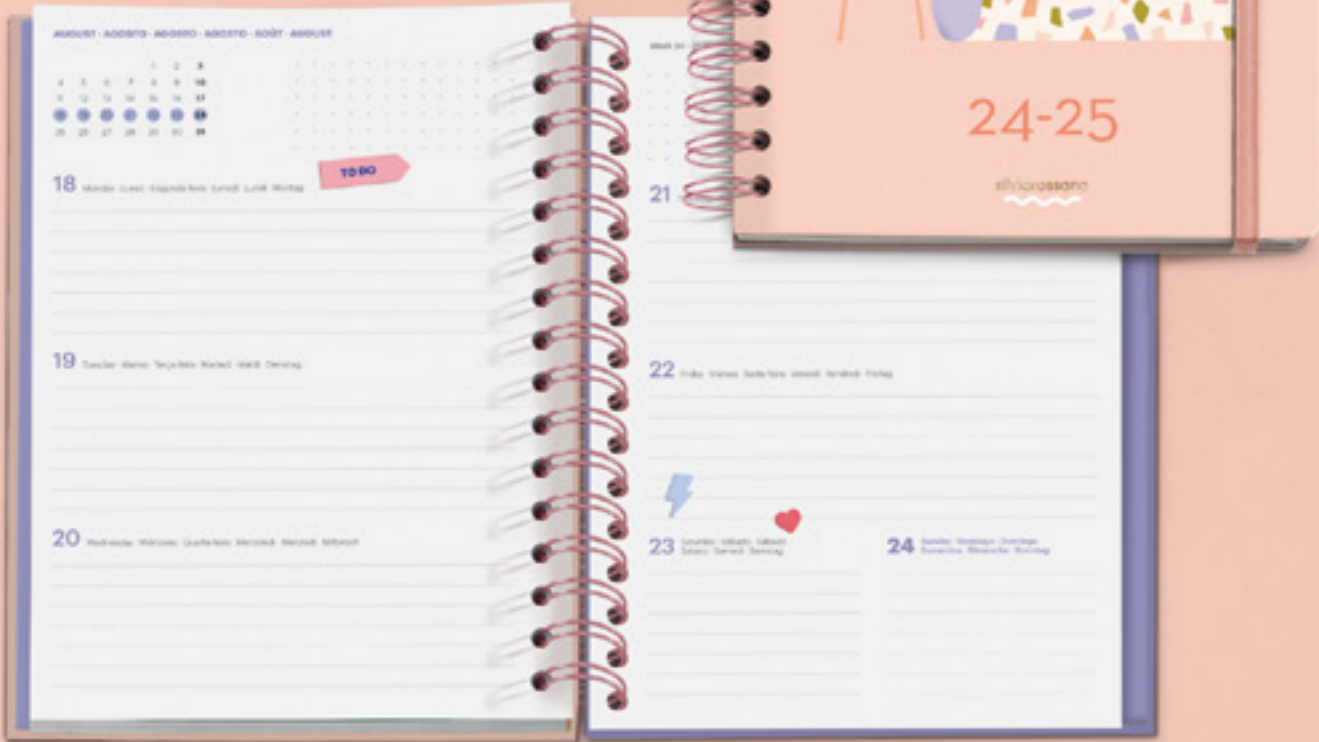 AUGUST · AGOSTO · AGOSTO · AGOSTO · AOÛT · AUGUST
1 2 3
4 5 6 7 8 9 10
11 12 13 14 15 16 17
18 19 20 21 22 23 24
25 26 27 28 29 30 31
TO DO
18 Monday · Lunes · Segunda-feira · Lunedì · Lundi · Montag
19 Tuesday · Martes · Terça-feira · Martedì · Mardi · Dienstag
20 Wednesday · Miércoles · Quarta-feira · Mercoledì · Mercredi · Mittwoch
21
22 Friday · Viernes · Sexta-feira · Venerdì · Vendredi · Freitag
23 Saturday · Sábado · Sábado
Sabato · Samedi · Samstag
24 Sunday · Domingo · Domingo
Domenica · Dimanche · Sonntag
24-25